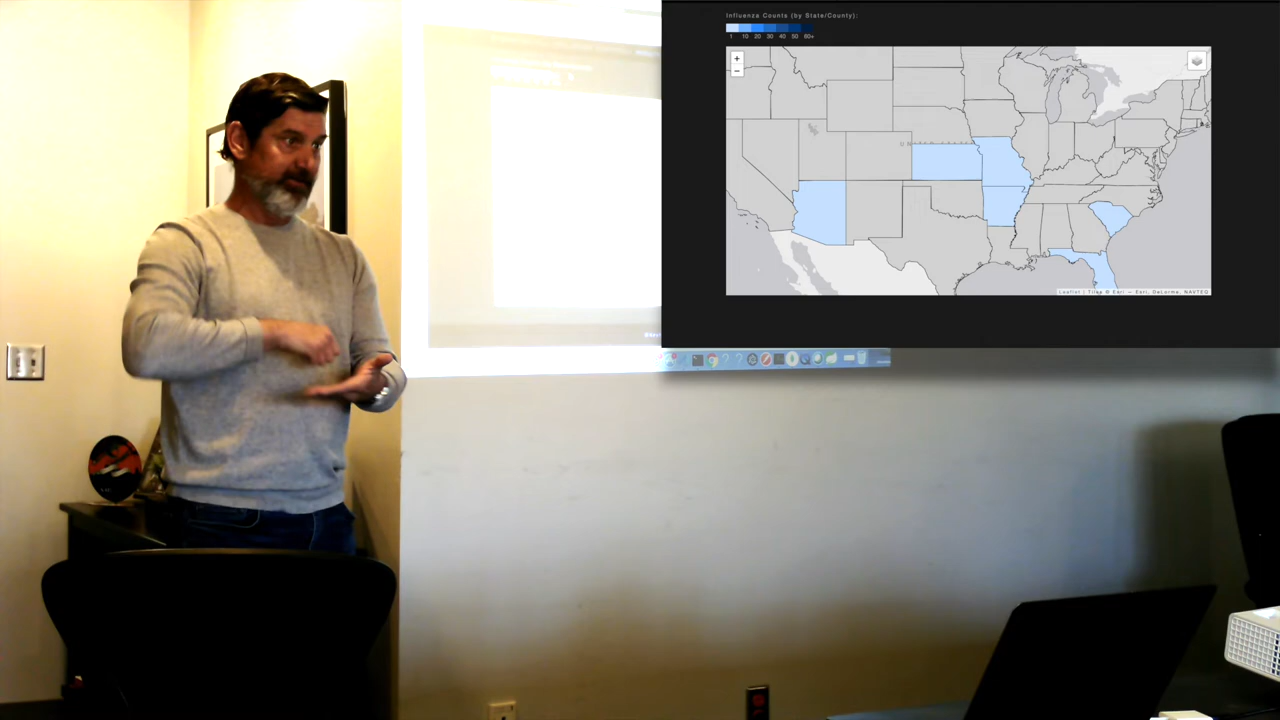 Influenza Counts (by State/County):
1 10 20 30 40 50 60+
+
−
Leaflet | Tiles © Esri — Esri, DeLorme, NAVTEQ